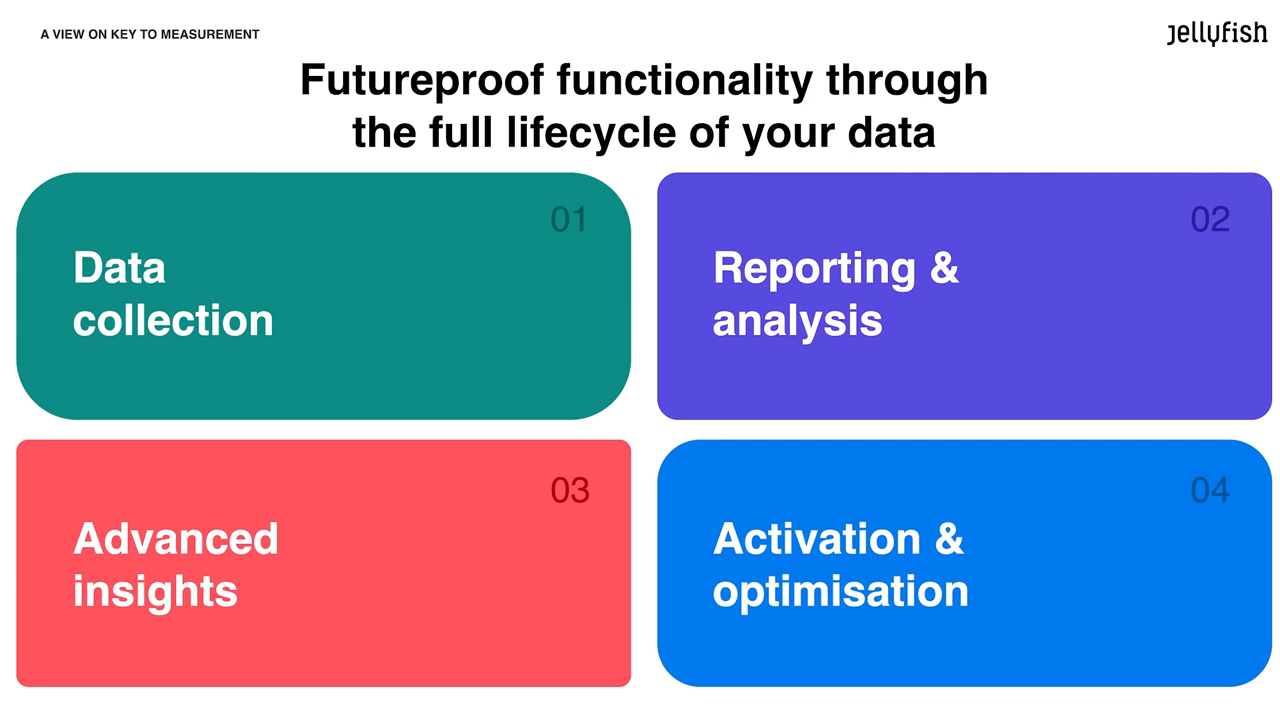 A VIEW ON KEY TO MEASUREMENT
jellyfish
Futureproof functionality through
the full lifecycle of your data
01
Data
collection
02
Reporting &
analysis
03
Advanced
insights
04
Activation &
optimisation